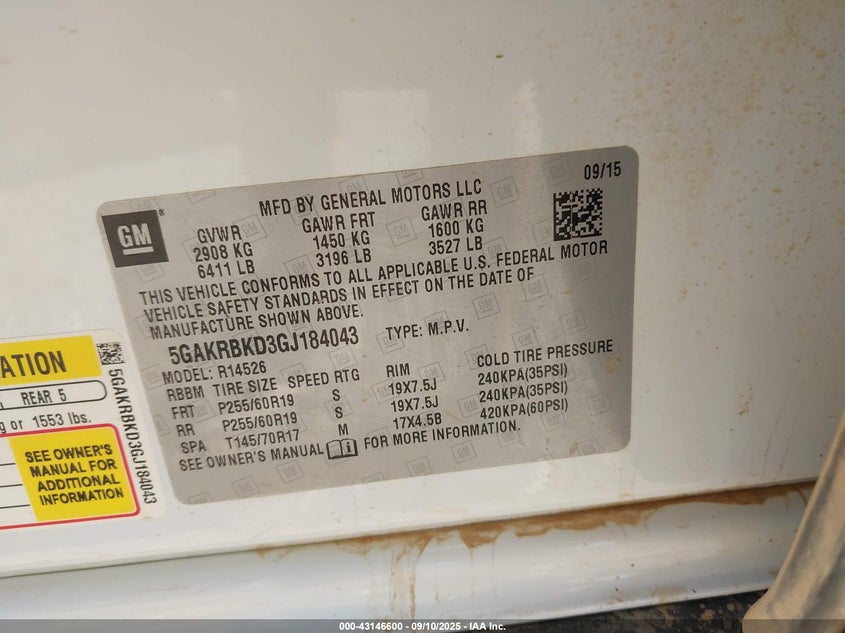 09/15
MFD BY GENERAL MOTORS LLC
GM
GVWR GAWR FRT GAWR RR
2908 KG 1450 KG 1600 KG
6411 LB 3196 LB 3527 LB
THIS VEHICLE CONFORMS TO ALL APPLICABLE U.S. FEDERAL MOTOR
VEHICLE SAFETY STANDARDS IN EFFECT ON THE DATE OF
MANUFACTURE SHOWN ABOVE.
5GAKRBKD3GJ184043 TYPE: M.P.V.
MODEL: R14526
RBBM TIRE SIZE SPEED RTG RIM COLD TIRE PRESSURE
FRT P255/60R19 S 19X7.5J 240KPA(35PSI)
RR P255/60R19 S 19X7.5J 240KPA(35PSI)
SPA T145/70R17 M 17X4.5B 420KPA(60PSI)
SEE OWNER'S MANUAL FOR MORE INFORMATION.
ATION
REAR 5
g or 1553 lbs.
SEE OWNER'S
MANUAL FOR
ADDITIONAL
INFORMATION
5GAKRBKD3GJ184043
000-43146600 - 09/10/2025 - IAA Inc.